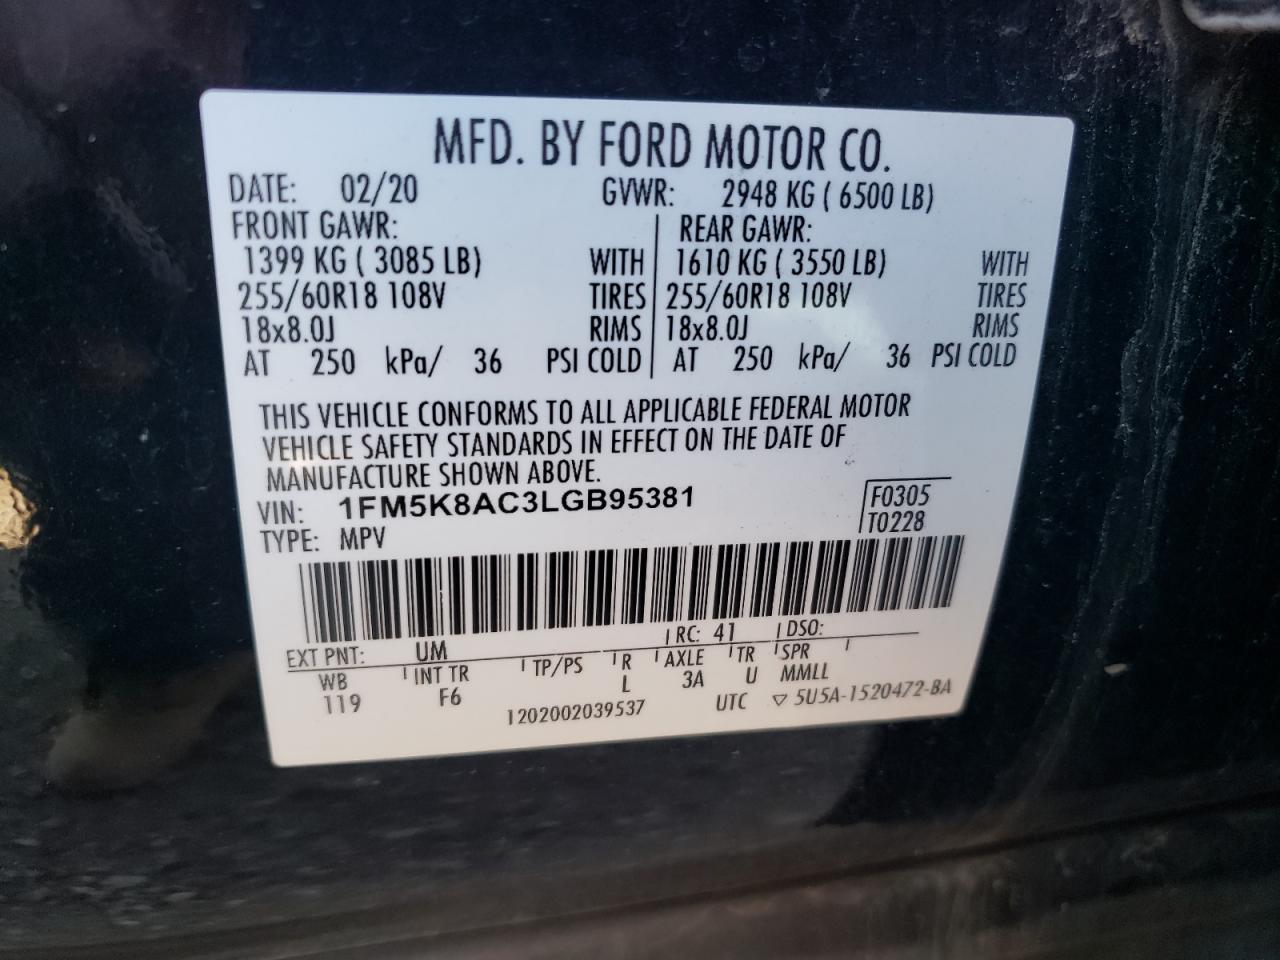 MFD. BY FORD MOTOR CO.
DATE: 02/20 GVWR: 2948 KG ( 6500 LB)
FRONT GAWR: REAR GAWR:
1399 KG ( 3085 LB) WITH 1610 KG ( 3550 LB) WITH
255/60R18 108V TIRES 255/60R18 108V TIRES
18x8.0J RIMS 18x8.0J RIMS
AT 250 kPa/ 36 PSI COLD AT 250 kPa/ 36 PSI COLD
THIS VEHICLE CONFORMS TO ALL APPLICABLE FEDERAL MOTOR
VEHICLE SAFETY STANDARDS IN EFFECT ON THE DATE OF
MANUFACTURE SHOWN ABOVE.
VIN: 1FM5K8AC3LGB95381 F0305
TYPE: MPV T0228
EXT PNT: UM RC: 41 DSO:
WB INT TR TP/PS R AXLE TR SPR
119 F6 L 3A U MMLL
1202002039537 UTC ▽ 5U5A-1520472-BA